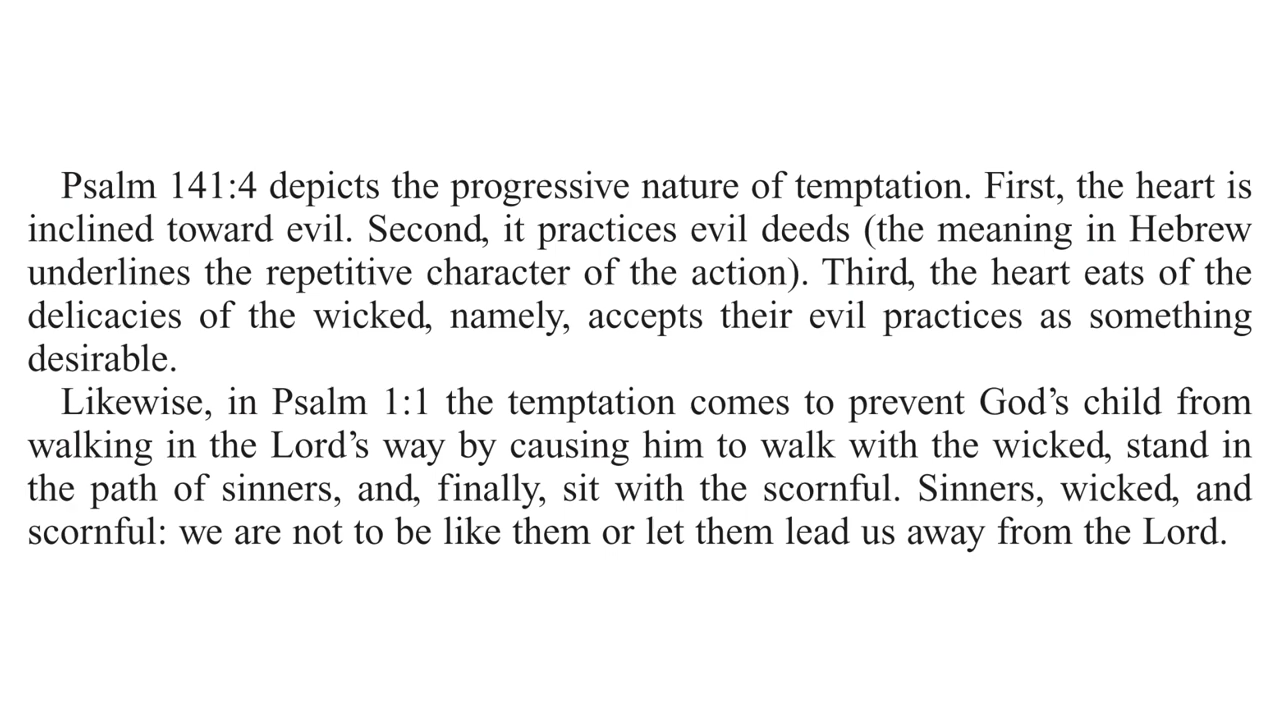 Psalm 141:4 depicts the progressive nature of temptation. First, the heart is
inclined toward evil. Second, it practices evil deeds (the meaning in Hebrew
underlines the repetitive character of the action). Third, the heart eats of the
delicacies of the wicked, namely, accepts their evil practices as something
desirable.
Likewise, in Psalm 1:1 the temptation comes to prevent God’s child from
walking in the Lord’s way by causing him to walk with the wicked, stand in
the path of sinners, and, finally, sit with the scornful. Sinners, wicked, and
scornful: we are not to be like them or let them lead us away from the Lord.